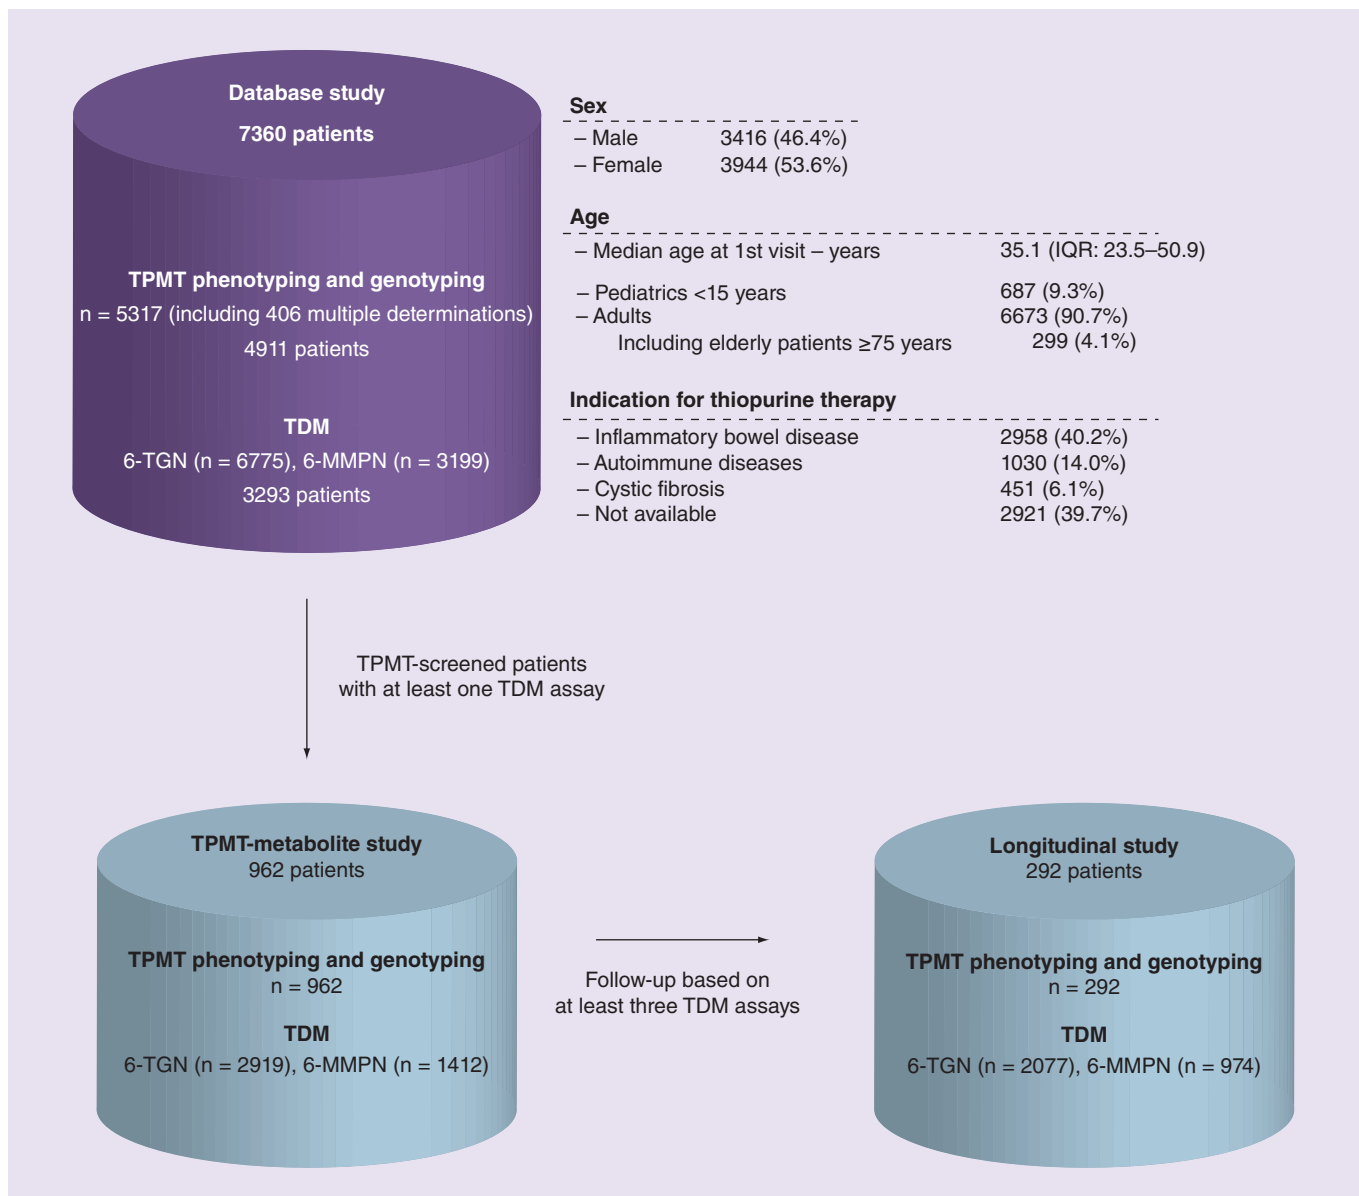 Database study
7360 patients
TPMT phenotyping and genotyping
n = 5317 (including 406 multiple determinations)
4911 patients
TDM
6-TGN (n = 6775), 6-MMPN (n = 3199)
3293 patients
Sex
– Male 3416 (46.4%)
– Female 3944 (53.6%)
Age
– Median age at 1st visit – years 35.1 (IQR: 23.5–50.9)
– Pediatrics <15 years 687 (9.3%)
– Adults 6673 (90.7%)
Including elderly patients ≥75 years 299 (4.1%)
Indication for thiopurine therapy
– Inflammatory bowel disease 2958 (40.2%)
– Autoimmune diseases 1030 (14.0%)
– Cystic fibrosis 451 (6.1%)
– Not available 2921 (39.7%)
TPMT-screened patients
with at least one TDM assay
TPMT-metabolite study
962 patients
TPMT phenotyping and genotyping
n = 962
TDM
6-TGN (n = 2919), 6-MMPN (n = 1412)
Follow-up based on
at least three TDM assays
Longitudinal study
292 patients
TPMT phenotyping and genotyping
n = 292
TDM
6-TGN (n = 2077), 6-MMPN (n = 974)